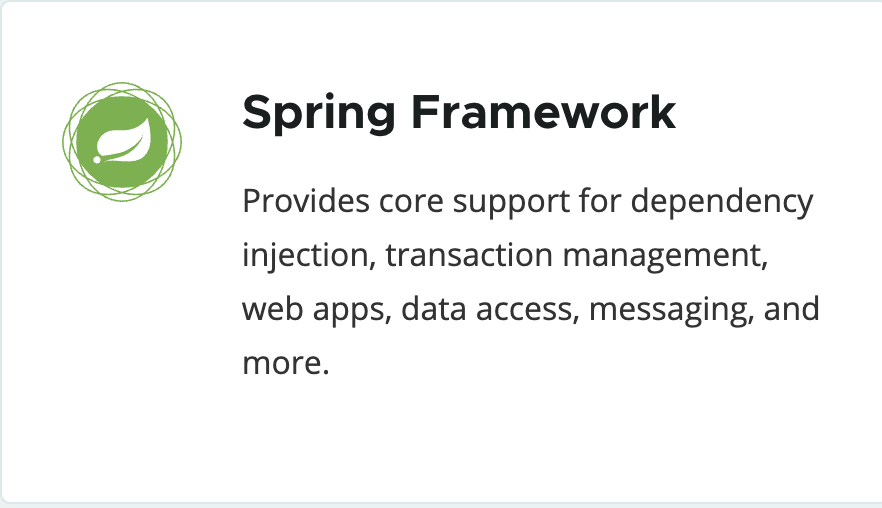 Spring Framework
Provides core support for dependency
injection, transaction management,
web apps, data access, messaging, and
more.